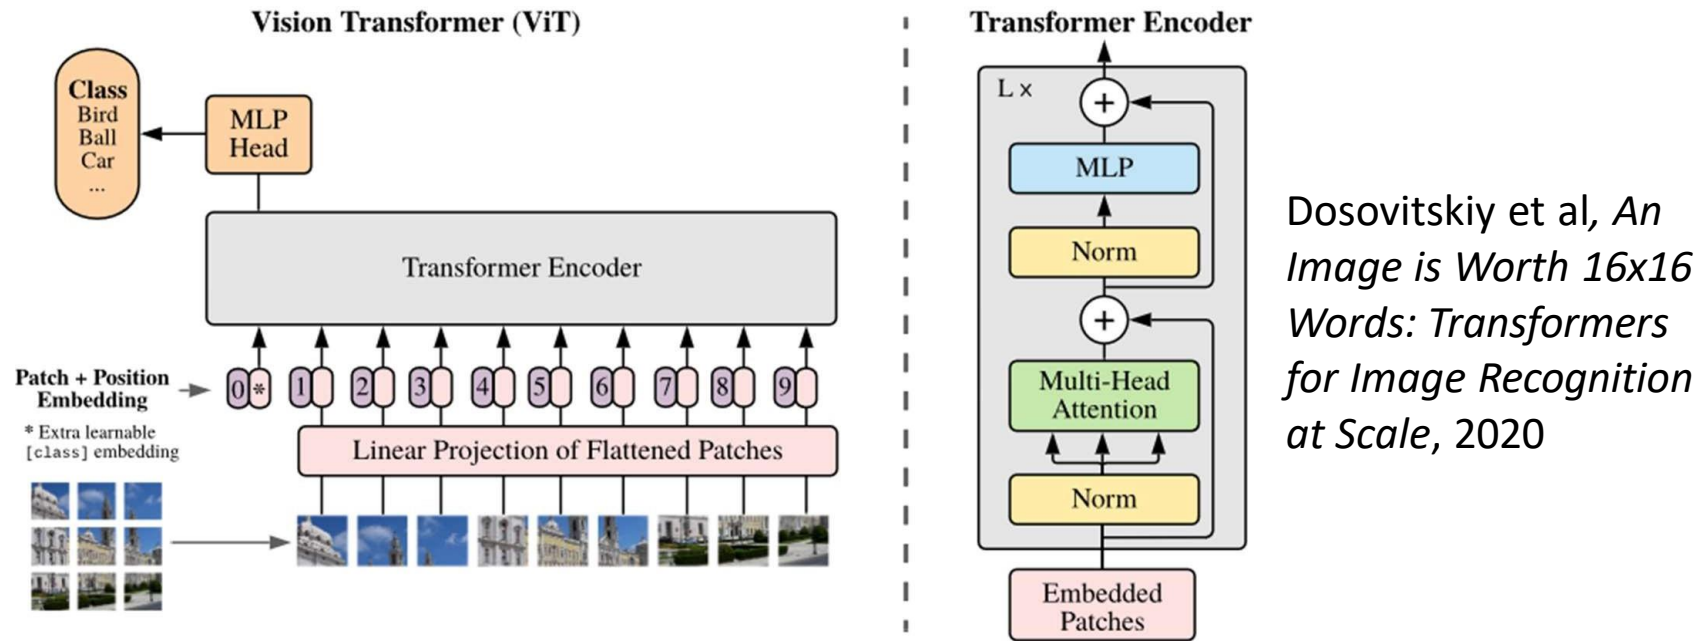 Vision Transformer (ViT)
Class
Bird
Ball
Car
...
MLP
Head
Transformer Encoder
Patch + Position
Embedding
* Extra learnable
[class] embedding
0 * 1 2 3 4 5 6 7 8 9
Linear Projection of Flattened Patches
Transformer Encoder
L x
+
MLP
Norm
+
Multi-Head
Attention
Norm
Embedded
Patches
Dosovitskiy et al, An
Image is Worth 16x16
Words: Transformers
for Image Recognition
at Scale, 2020